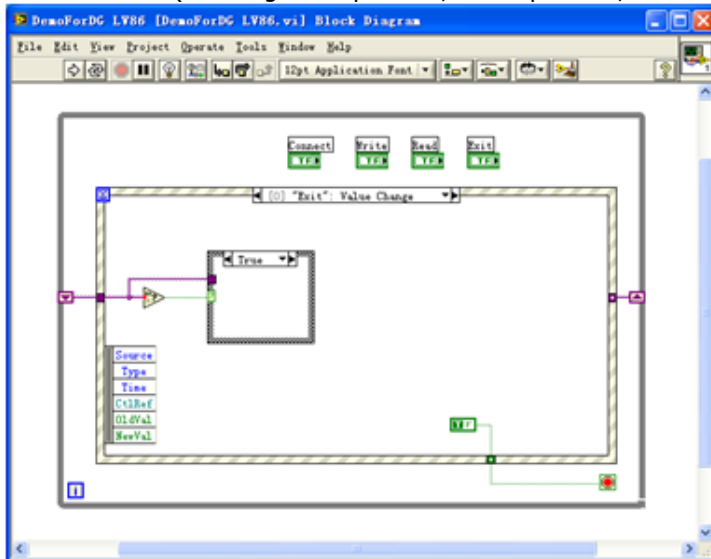 DemoForDG LV86 [DemoForDG LV86.vi] Block Diagram
File Edit View Project Operate Tools Window Help
12pt Application Font
Connect Write Read Exit
TF TF TF TF
[0] "Exit": Value Change
True
Source
Type
Time
CtlRef
OldVal
NewVal
i